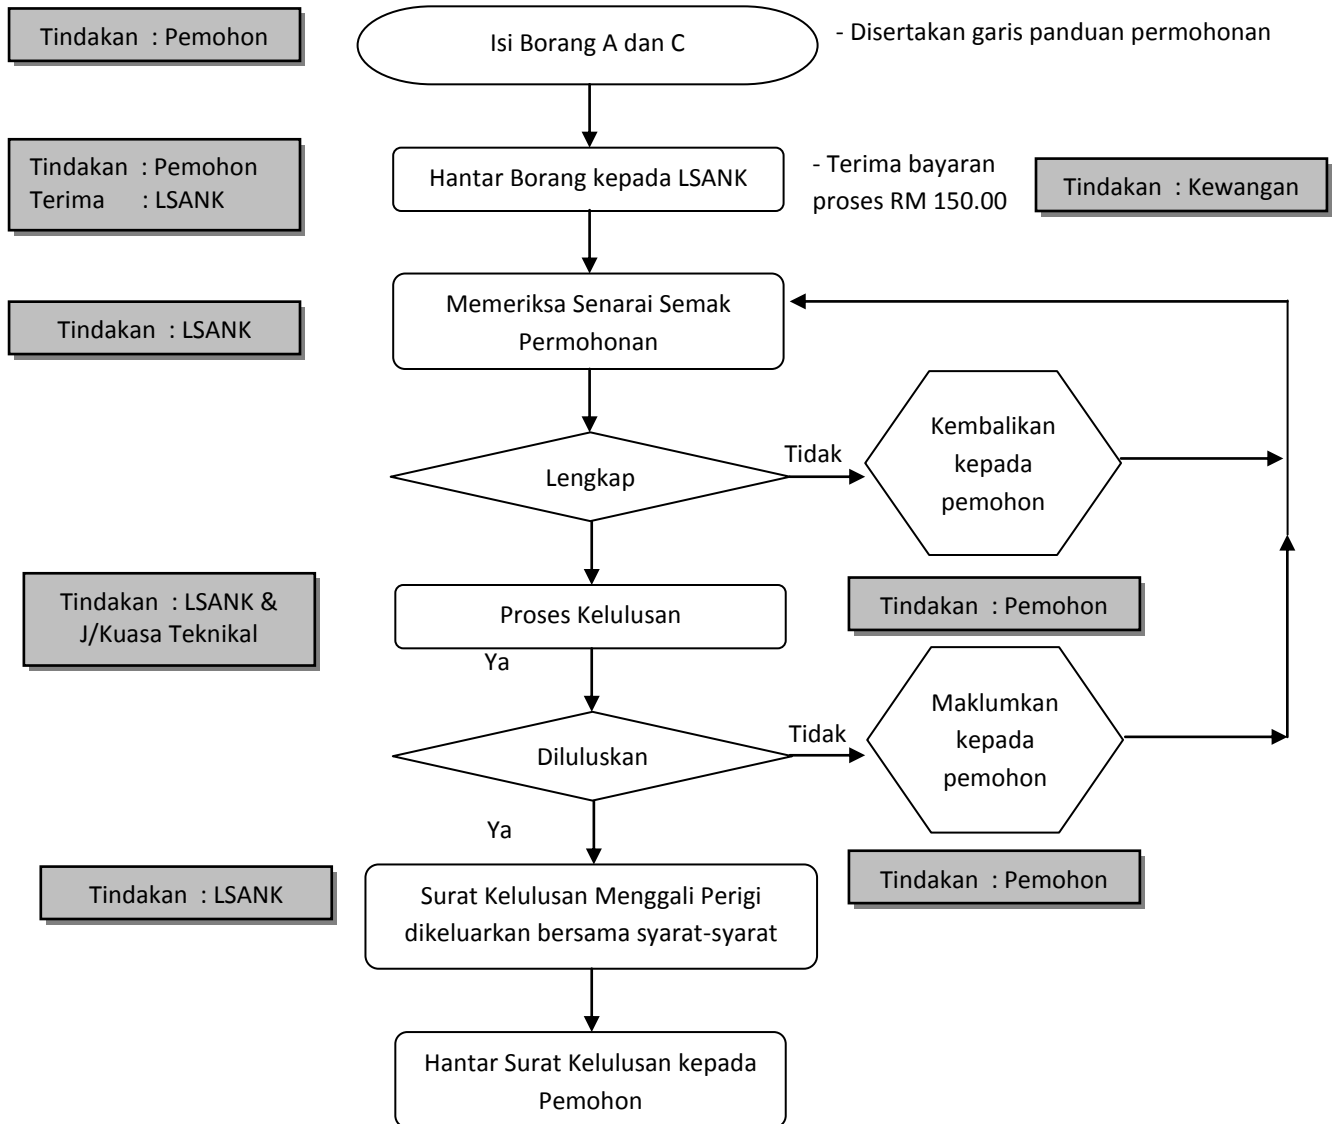 Tindakan : Pemohon
Isi Borang A dan C
- Disertakan garis panduan permohonan
Tindakan : Pemohon
Terima : LSANK
Hantar Borang kepada LSANK
- Terima bayaran
proses RM 150.00
Tindakan : Kewangan
Tindakan : LSANK
Memeriksa Senarai Semak
Permohonan
Lengkap
Tidak
Kembalikan
kepada
pemohon
Tindakan : LSANK &
J/Kuasa Teknikal
Proses Kelulusan
Tindakan : Pemohon
Ya
Diluluskan
Tidak
Maklumkan
kepada
pemohon
Ya
Tindakan : LSANK
Surat Kelulusan Menggali Perigi
dikeluarkan bersama syarat-syarat
Tindakan : Pemohon
Hantar Surat Kelulusan kepada
Pemohon